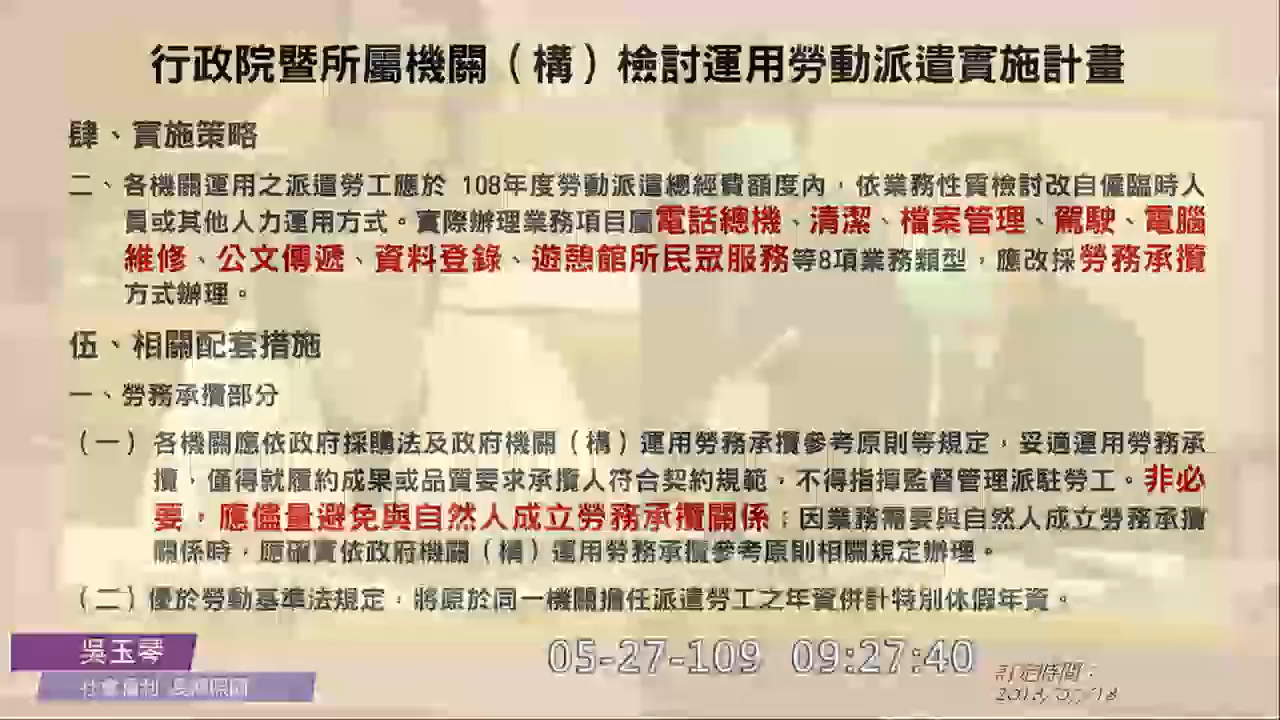 行政院暨所屬機關（構）檢討運用勞動派遣實施計畫
肆、實施策略
二、各機關運用之派遣勞工應於 108年度勞動派遣總經費額度內，依業務性質檢討改自僱臨時人
員或其他人力運用方式。實際辦理業務項目屬電話總機、清潔、檔案管理、駕駛、電腦
維修、公文傳遞、資料登錄、遊憩館所民眾服務等8項業務類型，應改採勞務承攬
方式辦理。
伍、相關配套措施
一、勞務承攬部分
（一）各機關應依政府採購法及政府機關（構）運用勞務承攬參考原則等規定，妥適運用勞務承
攬，僅得就履約成果或品質要求承攬人符合契約規範，不得指揮監督管理派駐勞工。非必
要，應儘量避免與自然人成立勞務承攬關係；因業務需要與自然人成立勞務承攬
關係時，應確實依政府機關（構）運用勞務承攬參考原則相關規定辦理。
（二）優於勞動基準法規定，將原於同一機關擔任派遣勞工之年資併計特別休假年資。
吳玉琴
05-27-109 09:27:40
訂定時間：